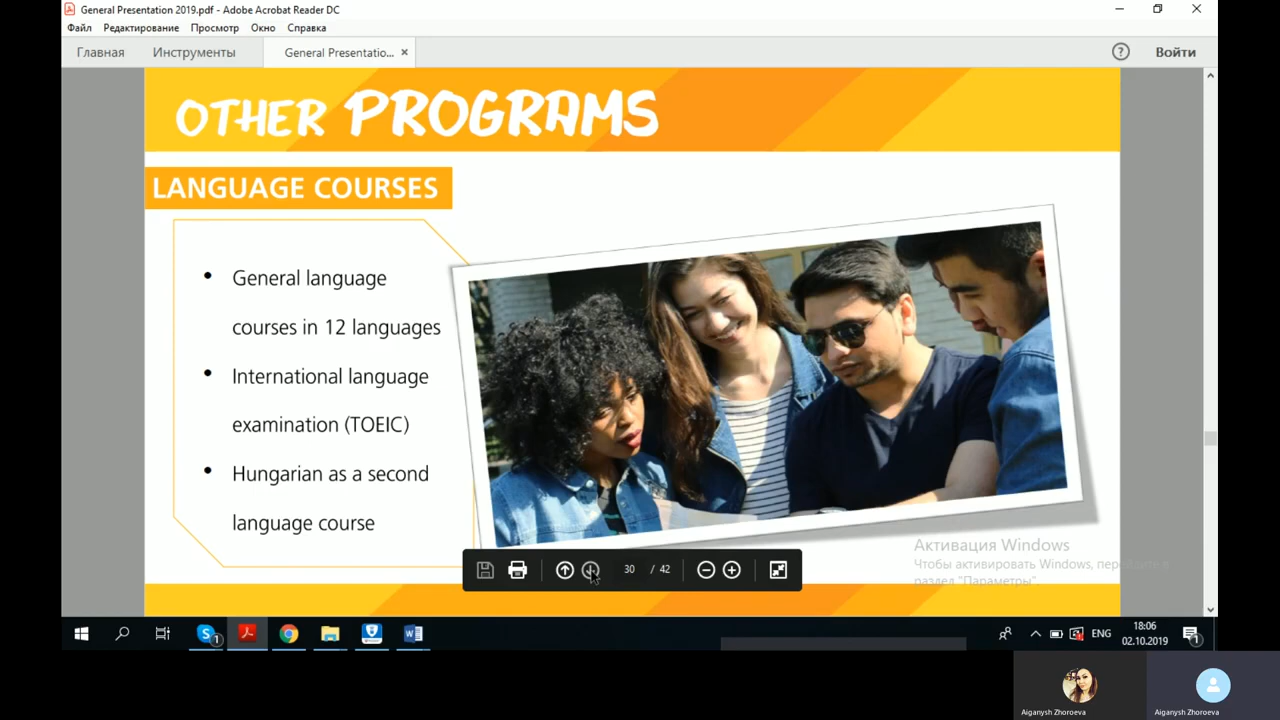 General Presentation 2019.pdf - Adobe Acrobat Reader DC
Файл Редактирование Просмотр Окно Справка
Главная Инструменты General Presentatio... × ? Войти
OTHER PROGRAMS
LANGUAGE COURSES
• General language
courses in 12 languages
• International language
examination (TOEIC)
• Hungarian as a second
language course
Активация Windows
Чтобы активировать Windows, перейдите в
раздел "Параметры".
30 / 42
18:06
ENG
02.10.2019
1
1
Aiganysh Zhoroeva
Aiganysh Zhoroeva